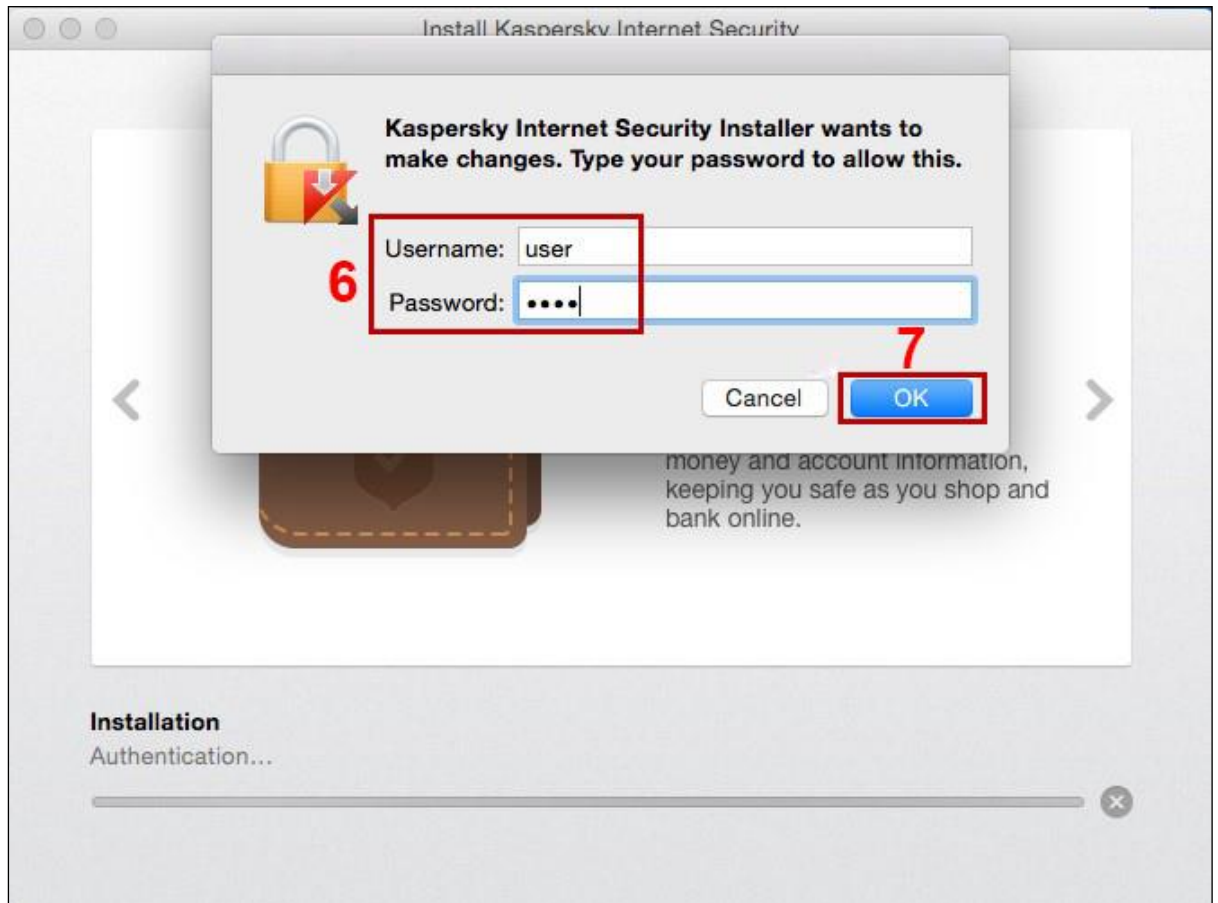 Install Kaspersky Internet Security
Kaspersky Internet Security Installer wants to
make changes. Type your password to allow this.
Username: user
6
Password: ••••
7
Cancel
OK
money and account information,
keeping you safe as you shop and
bank online.
Installation
Authentication...